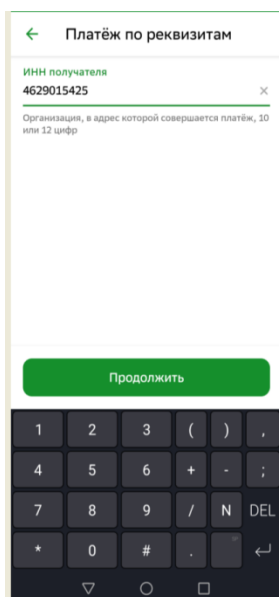 Платёж по реквизитам
ИНН получателя
4629015425
Организация, в адрес которой совершается платёж, 10
или 12 цифр
Продолжить
1 2 3 ( ) ,
4 5 6 + - ;
7 8 9 / N DEL
* 0 # .